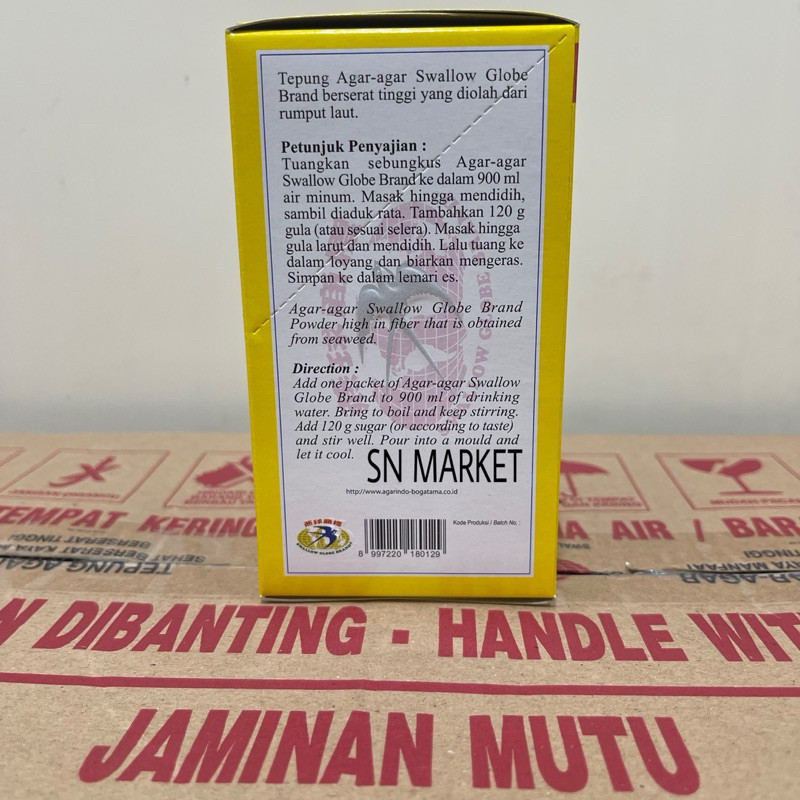 Tepung Agar-agar Swallow Globe
Brand berserat tinggi yang diolah dari
rumput laut.
Petunjuk Penyajian :
Tuangkan sebungkus Agar-agar
Swallow Globe Brand ke dalam 900 ml
air minum. Masak hingga mendidih,
sambil diaduk rata. Tambahkan 120 g
gula (atau sesuai selera). Masak hingga
gula larut dan mendidih. Lalu tuang ke
dalam loyang dan biarkan mengeras.
Simpan ke dalam lemari es.
Agar-agar Swallow Globe Brand
Powder high in fiber that is obtained
from seaweed.
Direction :
Add one packet of Agar-agar Swallow
Globe Brand to 900 ml of drinking
water. Bring to boil and keep stirring.
Add 120 g sugar (or according to taste)
and stir well. Pour into a mould and
let it cool.
SN MARKET
http://www.agarindo-bogatama.co.id
Kode Produksi / Batch No. :
SWALLOW GLOBE BRAND
8 997220 180129
TEMPAT KERING
AIR / BARA
TEPUNG AGAR
BERSERAT TINGGI
N DIBANTING - HANDLE WIT
JAMINAN MUTU